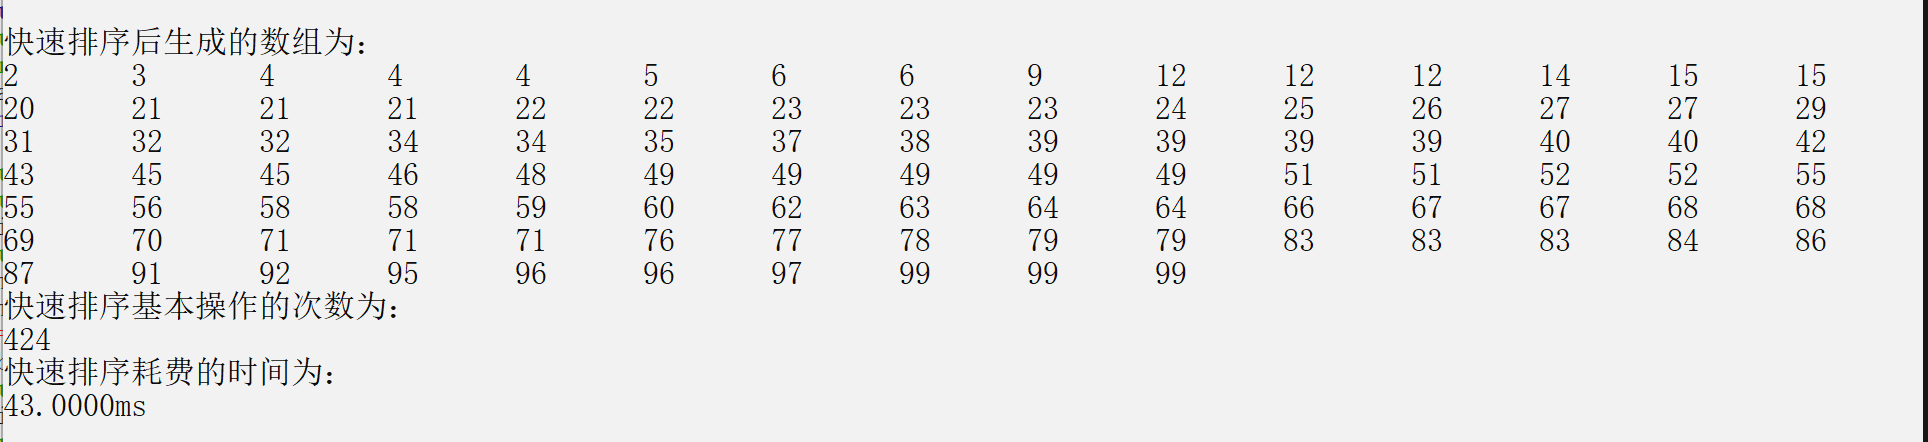 快速排序后生成的数组为：
2 3 4 4 4 5 6 6 9 12 12 12 14 15 15
20 21 21 21 22 22 23 23 23 24 25 26 27 27 29
31 32 32 34 34 35 37 38 39 39 39 39 40 40 42
43 45 45 46 48 49 49 49 49 49 51 51 52 52 55
55 56 58 58 59 60 62 63 64 64 66 67 67 68 68
69 70 71 71 71 76 77 78 79 79 83 83 83 84 86
87 91 92 95 96 96 97 99 99 99
快速排序基本操作的次数为：
424
快速排序耗费的时间为：
43.0000ms